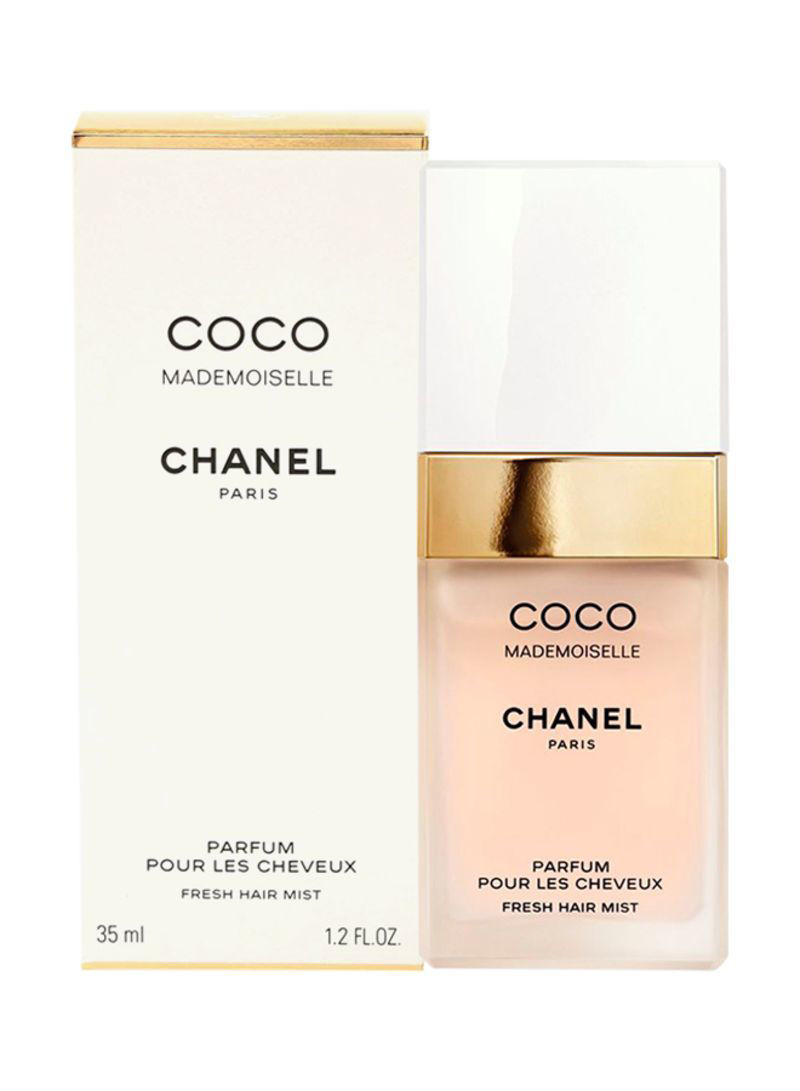 COCO
MADEMOISELLE
CHANEL
PARIS
PARFUM
POUR LES CHEVEUX
FRESH HAIR MIST
35 ml 1.2 FL.OZ.
COCO
MADEMOISELLE
CHANEL
PARIS
PARFUM
POUR LES CHEVEUX
FRESH HAIR MIST